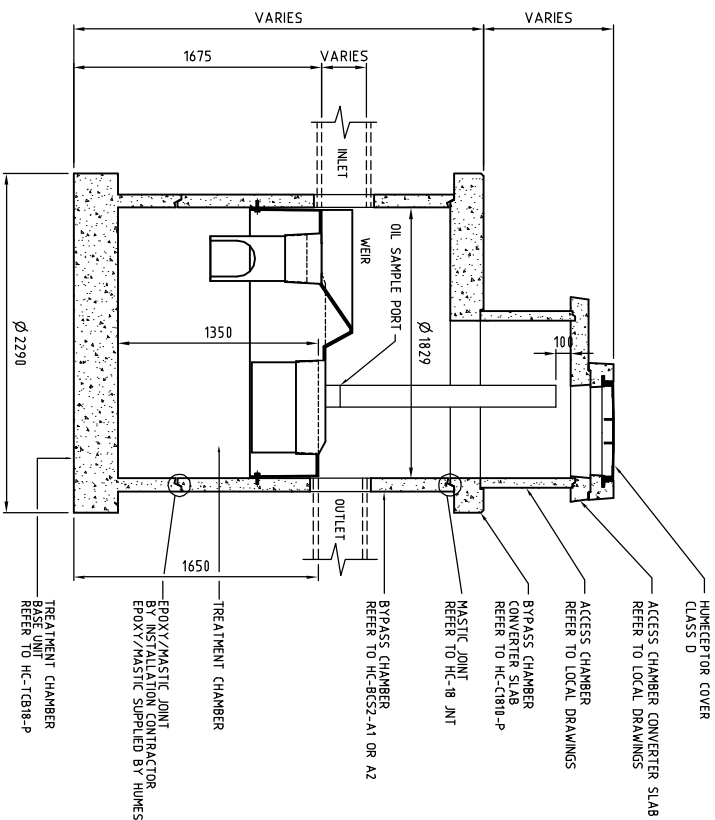 HUMECEPTOR COVER
CLASS D
ACCESS CHAMBER CONVERTER SLAB
REFER TO LOCAL DRAWINGS
ACCESS CHAMBER
REFER TO LOCAL DRAWINGS
BYPASS CHAMBER
CONVERTER SLAB
REFER TO HC-C1810-P
MASTIC JOINT
REFER TO HC-18 JNT
BYPASS CHAMBER
REFER TO HC-BCS2-A1 OR A2
TREATMENT CHAMBER
EPOXY/MASTIC JOINT
BY INSTALLATION CONTRACTOR
EPOXY/MASTIC SUPPLIED BY HUMES
TREATMENT CHAMBER
BASE UNIT
REFER TO HC-TCB18-P
VARIES
VARIES
1675
VARIES
INLET
WEIR
OIL SAMPLE PORT
Ø 1829
100
1350
OUTLET
1650
Ø 2290